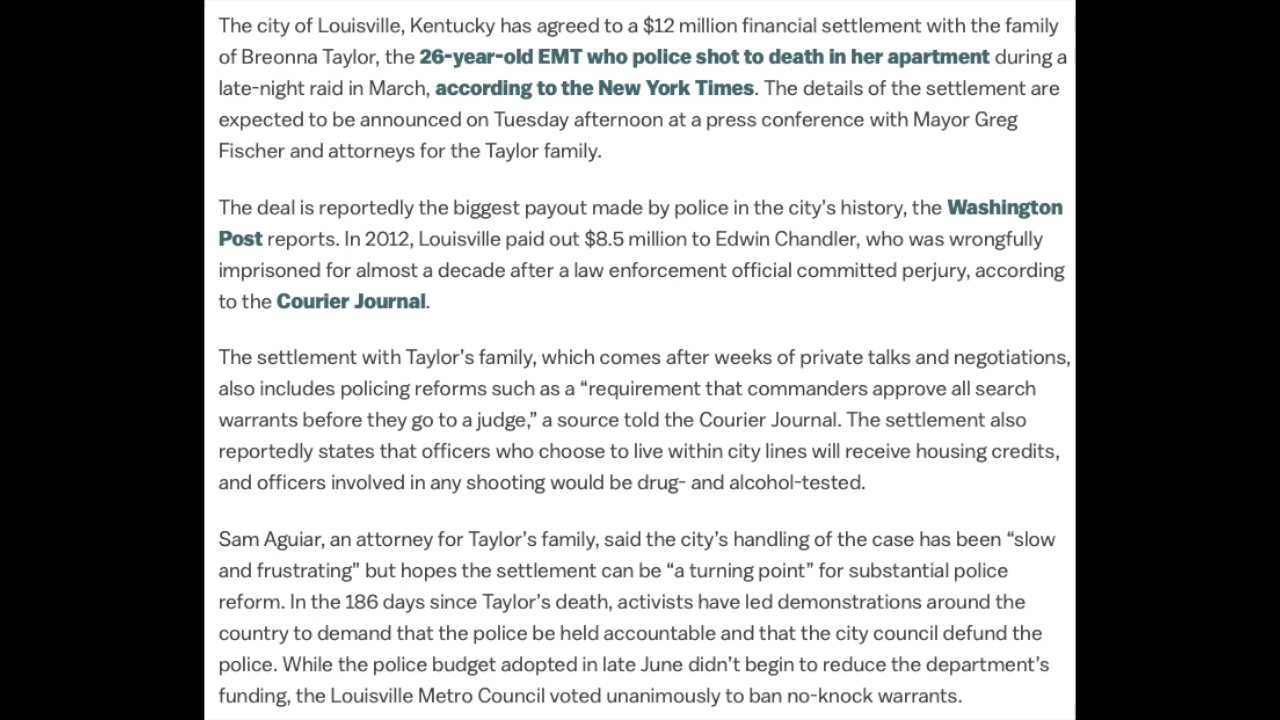 The city of Louisville, Kentucky has agreed to a $12 million financial settlement with the family
of Breonna Taylor, the 26-year-old EMT who police shot to death in her apartment during a
late-night raid in March, according to the New York Times. The details of the settlement are
expected to be announced on Tuesday afternoon at a press conference with Mayor Greg
Fischer and attorneys for the Taylor family.
The deal is reportedly the biggest payout made by police in the city’s history, the Washington
Post reports. In 2012, Louisville paid out $8.5 million to Edwin Chandler, who was wrongfully
imprisoned for almost a decade after a law enforcement official committed perjury, according
to the Courier Journal.
The settlement with Taylor’s family, which comes after weeks of private talks and negotiations,
also includes policing reforms such as a “requirement that commanders approve all search
warrants before they go to a judge,” a source told the Courier Journal. The settlement also
reportedly states that officers who choose to live within city lines will receive housing credits,
and officers involved in any shooting would be drug- and alcohol-tested.
Sam Aguiar, an attorney for Taylor’s family, said the city’s handling of the case has been “slow
and frustrating” but hopes the settlement can be “a turning point” for substantial police
reform. In the 186 days since Taylor’s death, activists have led demonstrations around the
country to demand that the police be held accountable and that the city council defund the
police. While the police budget adopted in late June didn’t begin to reduce the department’s
funding, the Louisville Metro Council voted unanimously to ban no-knock warrants.